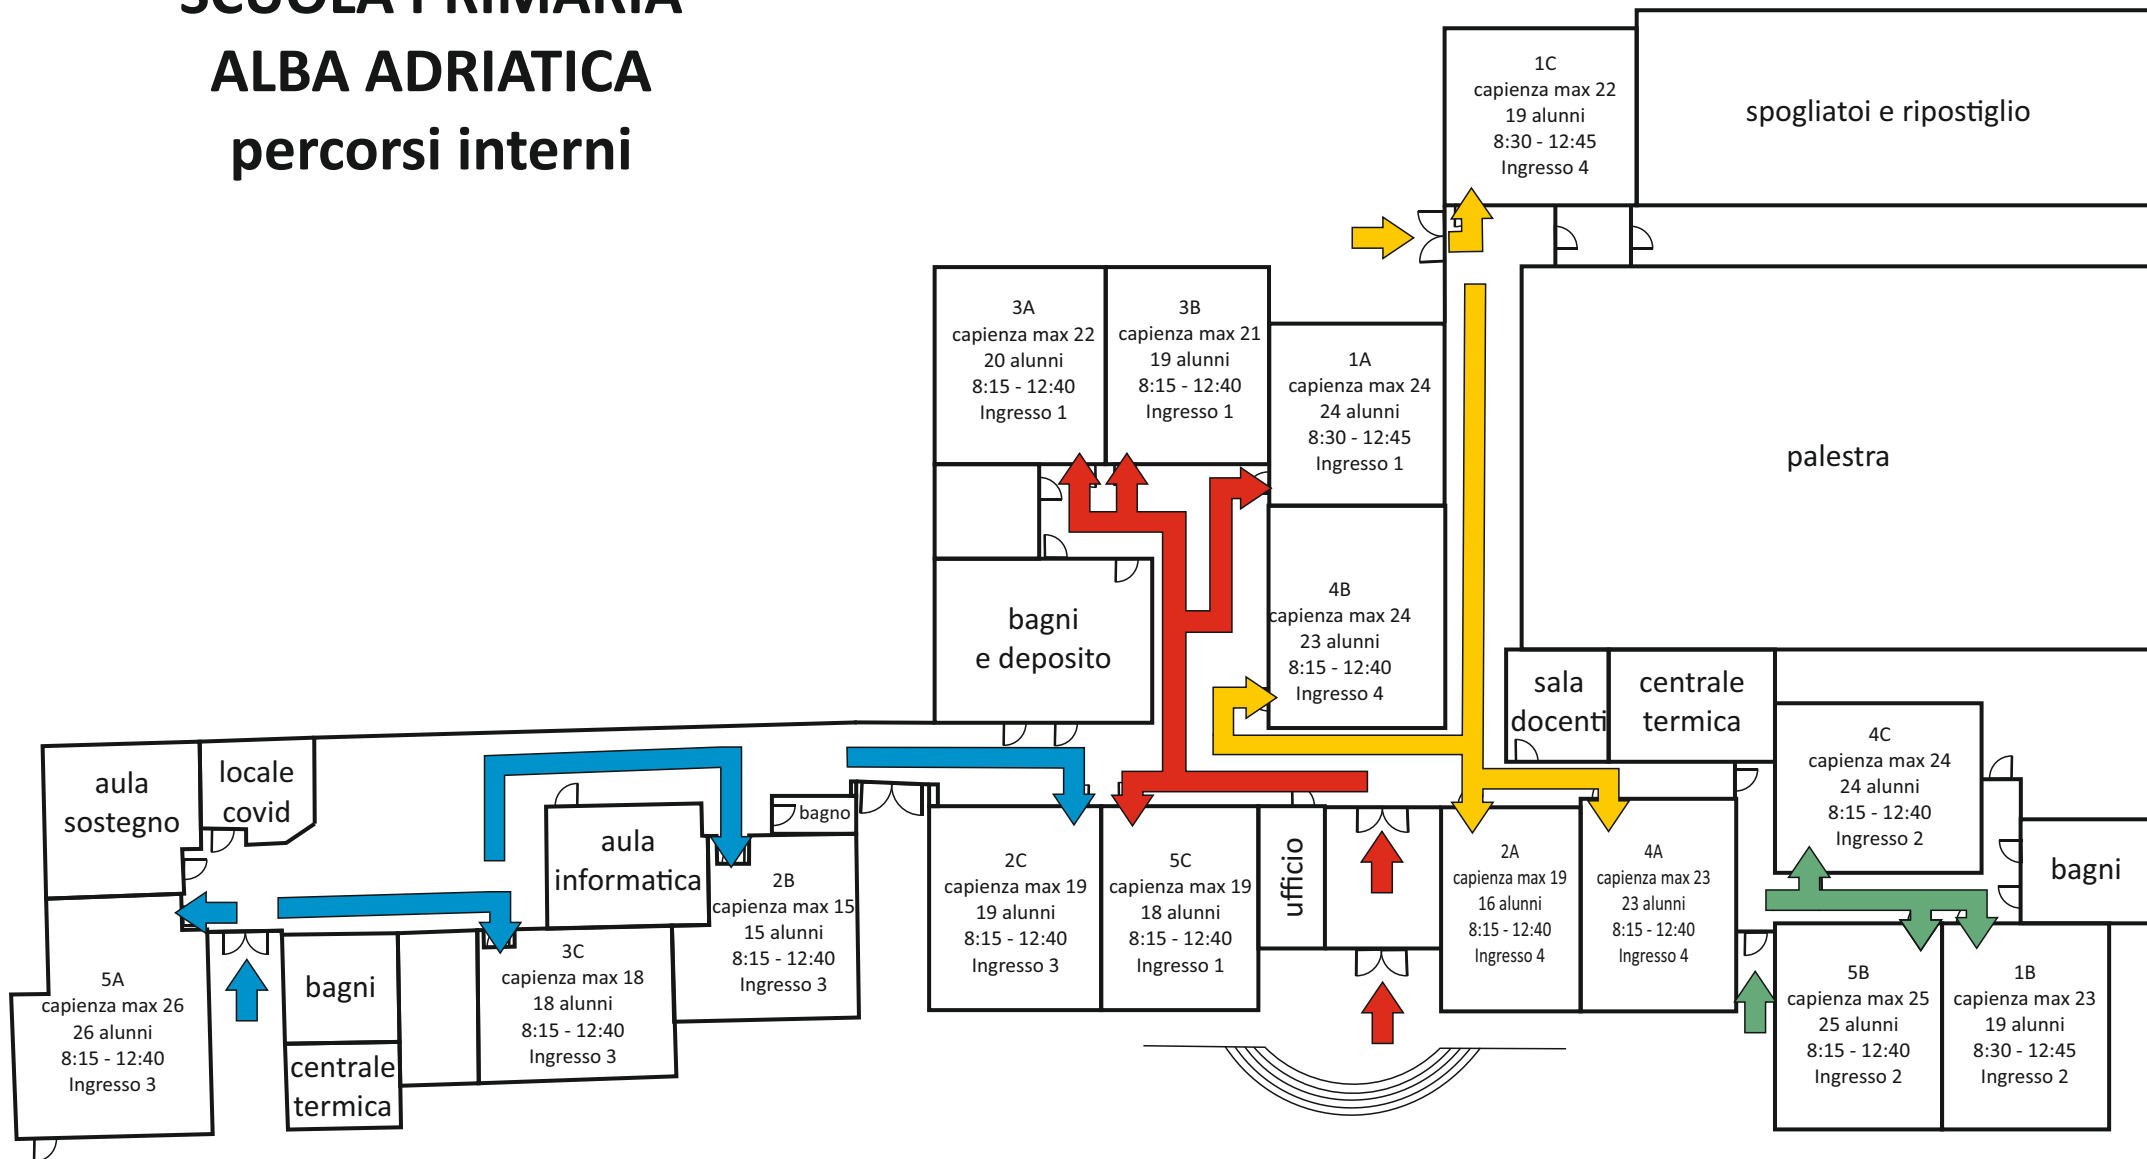 SCUOLA PRIMARIA
ALBA ADRIATICA
percorsi interni
1C
capienza max 22
19 alunni
8:30 - 12:45
Ingresso 4
spogliatoi e ripostiglio
3A
capienza max 22
20 alunni
8:15 - 12:40
Ingresso 1
3B
capienza max 21
19 alunni
8:15 - 12:40
Ingresso 1
1A
capienza max 24
24 alunni
8:30 - 12:45
Ingresso 1
palestra
4B
capienza max 24
23 alunni
8:15 - 12:40
Ingresso 4
bagni
e deposito
sala
docenti
centrale
termica
4C
capienza max 24
24 alunni
8:15 - 12:40
Ingresso 2
aula
sostegno
locale
covid
bagno
aula
informatica
2B
capienza max 15
15 alunni
8:15 - 12:40
Ingresso 3
2C
capienza max 19
19 alunni
8:15 - 12:40
Ingresso 3
5C
capienza max 19
18 alunni
8:15 - 12:40
Ingresso 1
ufficio
2A
capienza max 19
16 alunni
8:15 - 12:40
Ingresso 4
4A
capienza max 23
23 alunni
8:15 - 12:40
Ingresso 4
bagni
5A
capienza max 26
26 alunni
8:15 - 12:40
Ingresso 3
bagni
centrale
termica
3C
capienza max 18
18 alunni
8:15 - 12:40
Ingresso 3
5B
capienza max 25
25 alunni
8:15 - 12:40
Ingresso 2
1B
capienza max 23
19 alunni
8:30 - 12:45
Ingresso 2